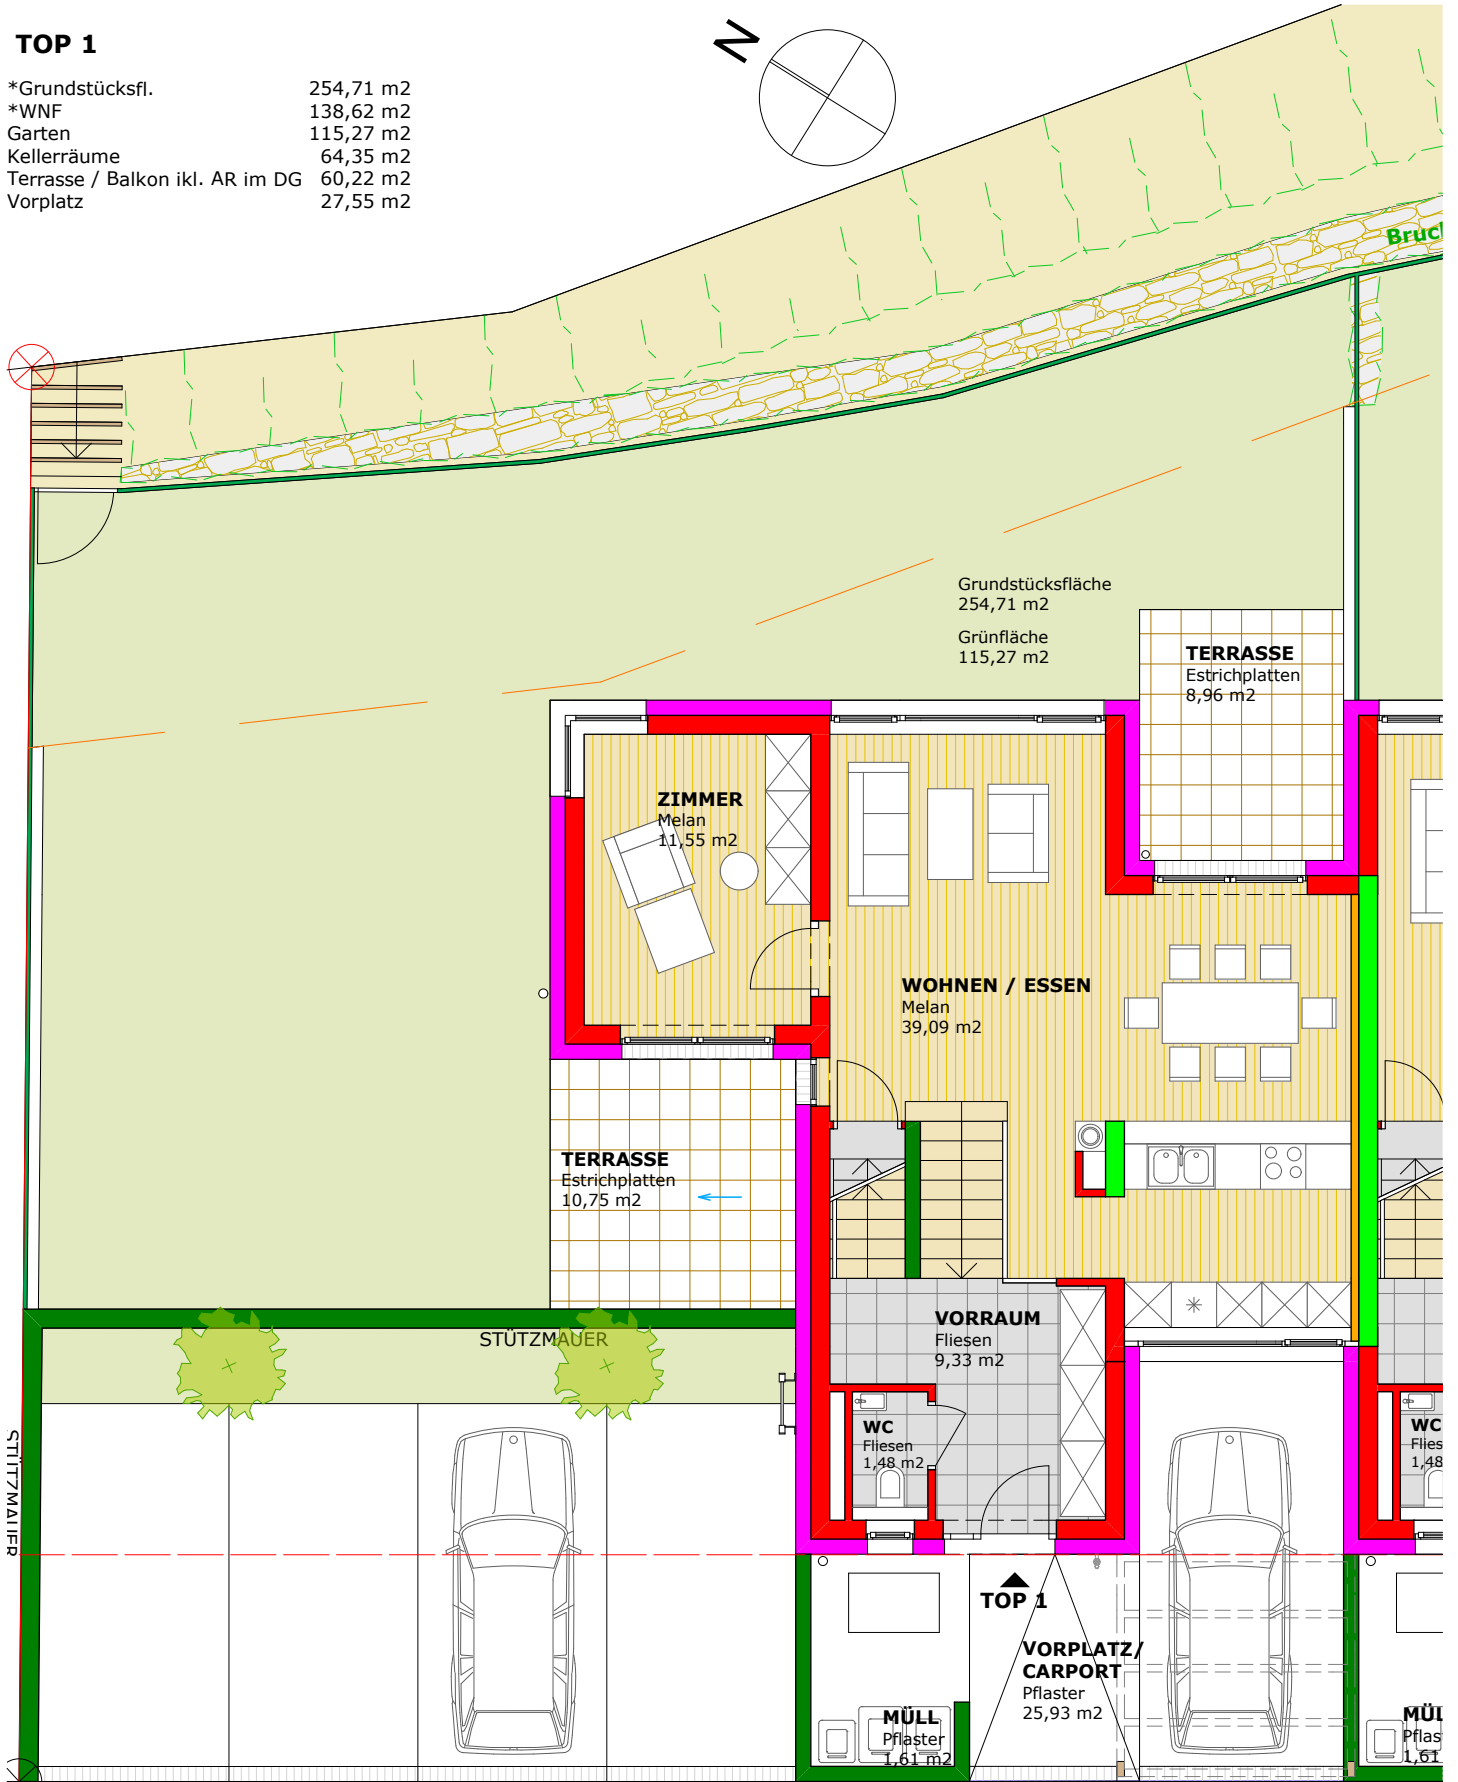 TOP 1
*Grundstücksfl. 254,71 m2
*WNF 138,62 m2
Garten 115,27 m2
Kellerräume 64,35 m2
Terrasse / Balkon ikl. AR im DG 60,22 m2
Vorplatz 27,55 m2
N
Bruch
Grundstücksfläche
254,71 m2
Grünfläche
115,27 m2
TERRASSE
Estrichplatten
8,96 m2
ZIMMER
Melan
11,55 m2
WOHNEN / ESSEN
Melan
39,09 m2
TERRASSE
Estrichplatten
10,75 m2
VORRAUM
Fliesen
9,33 m2
STÜTZMAUER
WC
Fliesen
1,48 m2
WC
Flies
1,48
STÜTZMAUER
TOP 1
VORPLATZ/
CARPORT
Pflaster
25,93 m2
MÜLL
Pflaster
1,61 m2
MÜL
Pflast
1,61